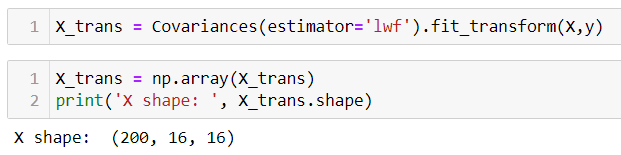 1 X_trans = Covariances(estimator='lwf').fit_transform(X,y)
1 X_trans = np.array(X_trans)
2 print('X shape: ', X_trans.shape)
X shape:  (200, 16, 16)